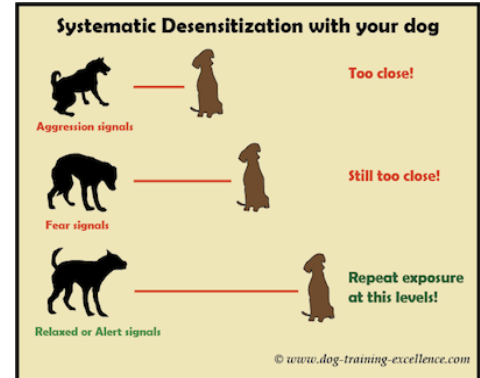 Systematic Desensitization with your dog
Too close!
Aggression signals
Still too close!
Fear signals
Repeat exposure
at this levels!
Relaxed or Alert signals
© www.dog-training-excellence.com